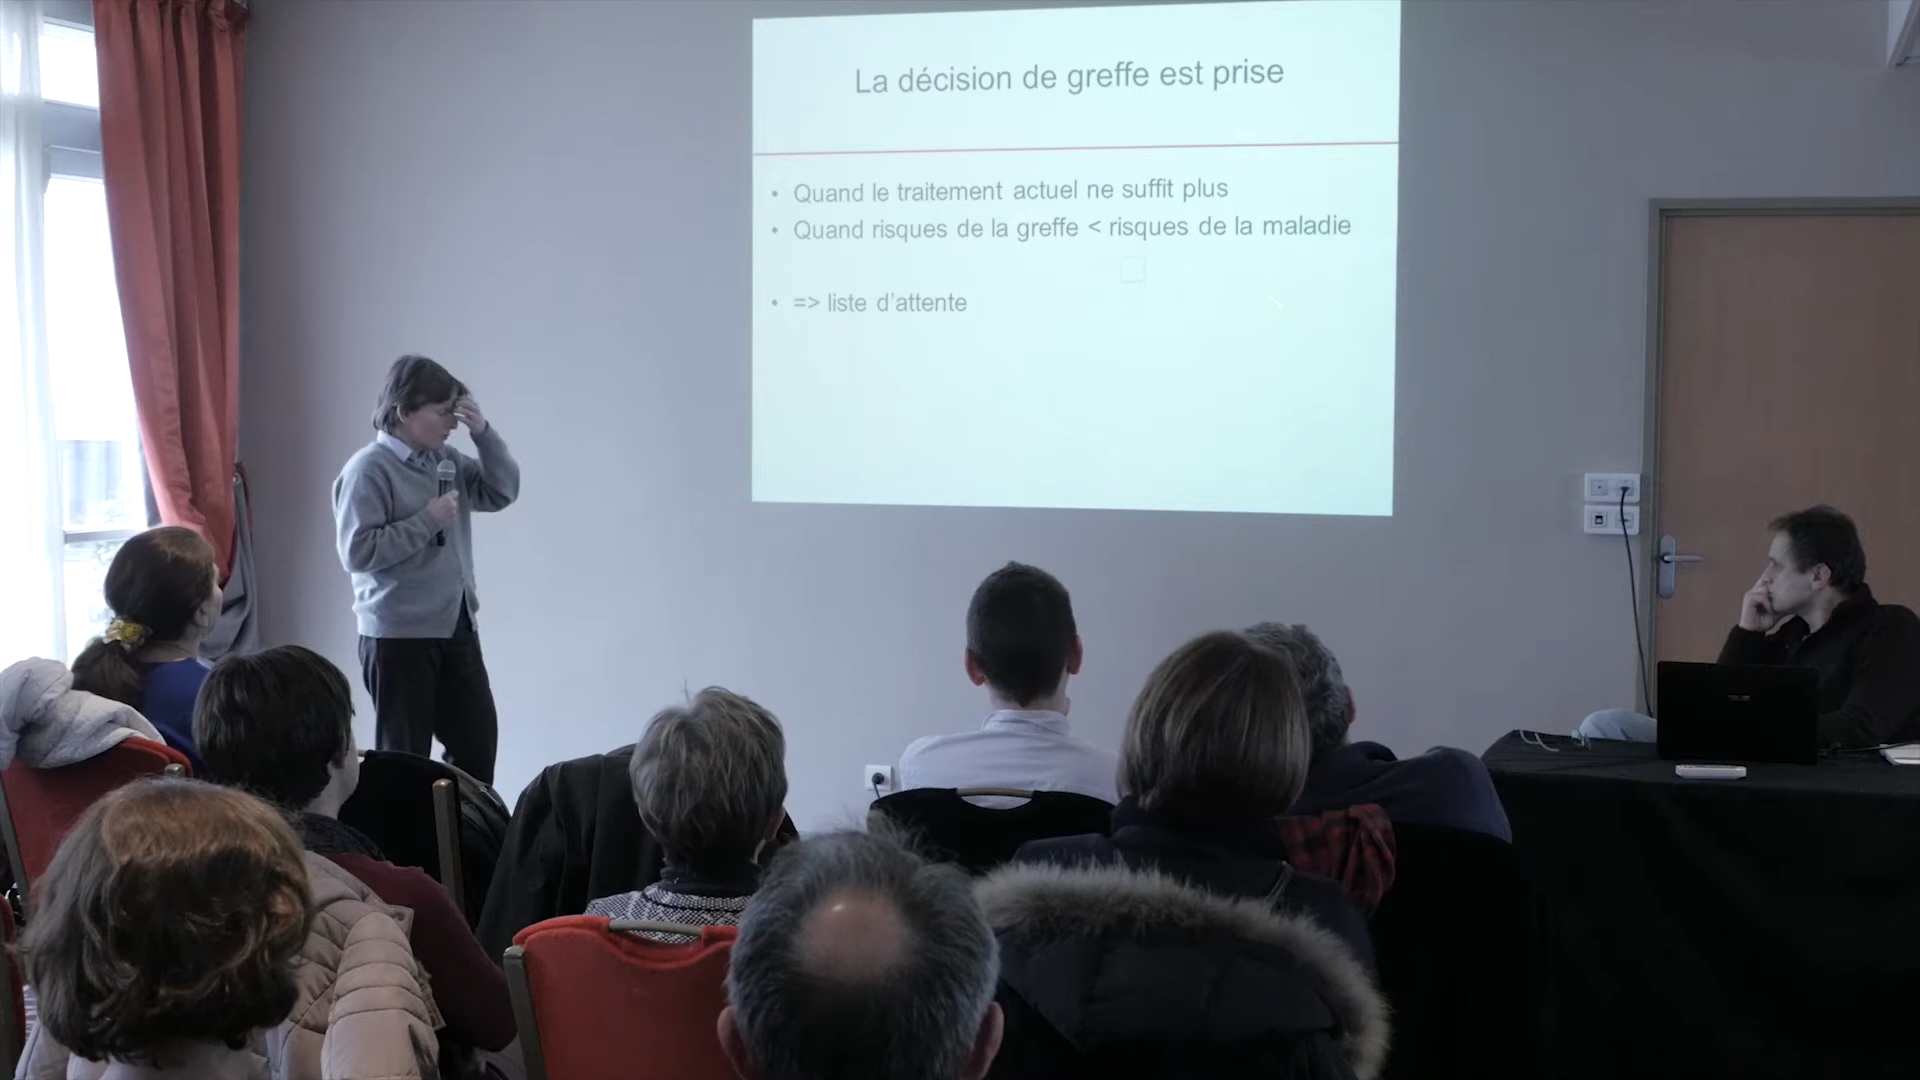 La décision de greffe est prise
• Quand le traitement actuel ne suffit plus
• Quand risques de la greffe < risques de la maladie
• => liste d'attente